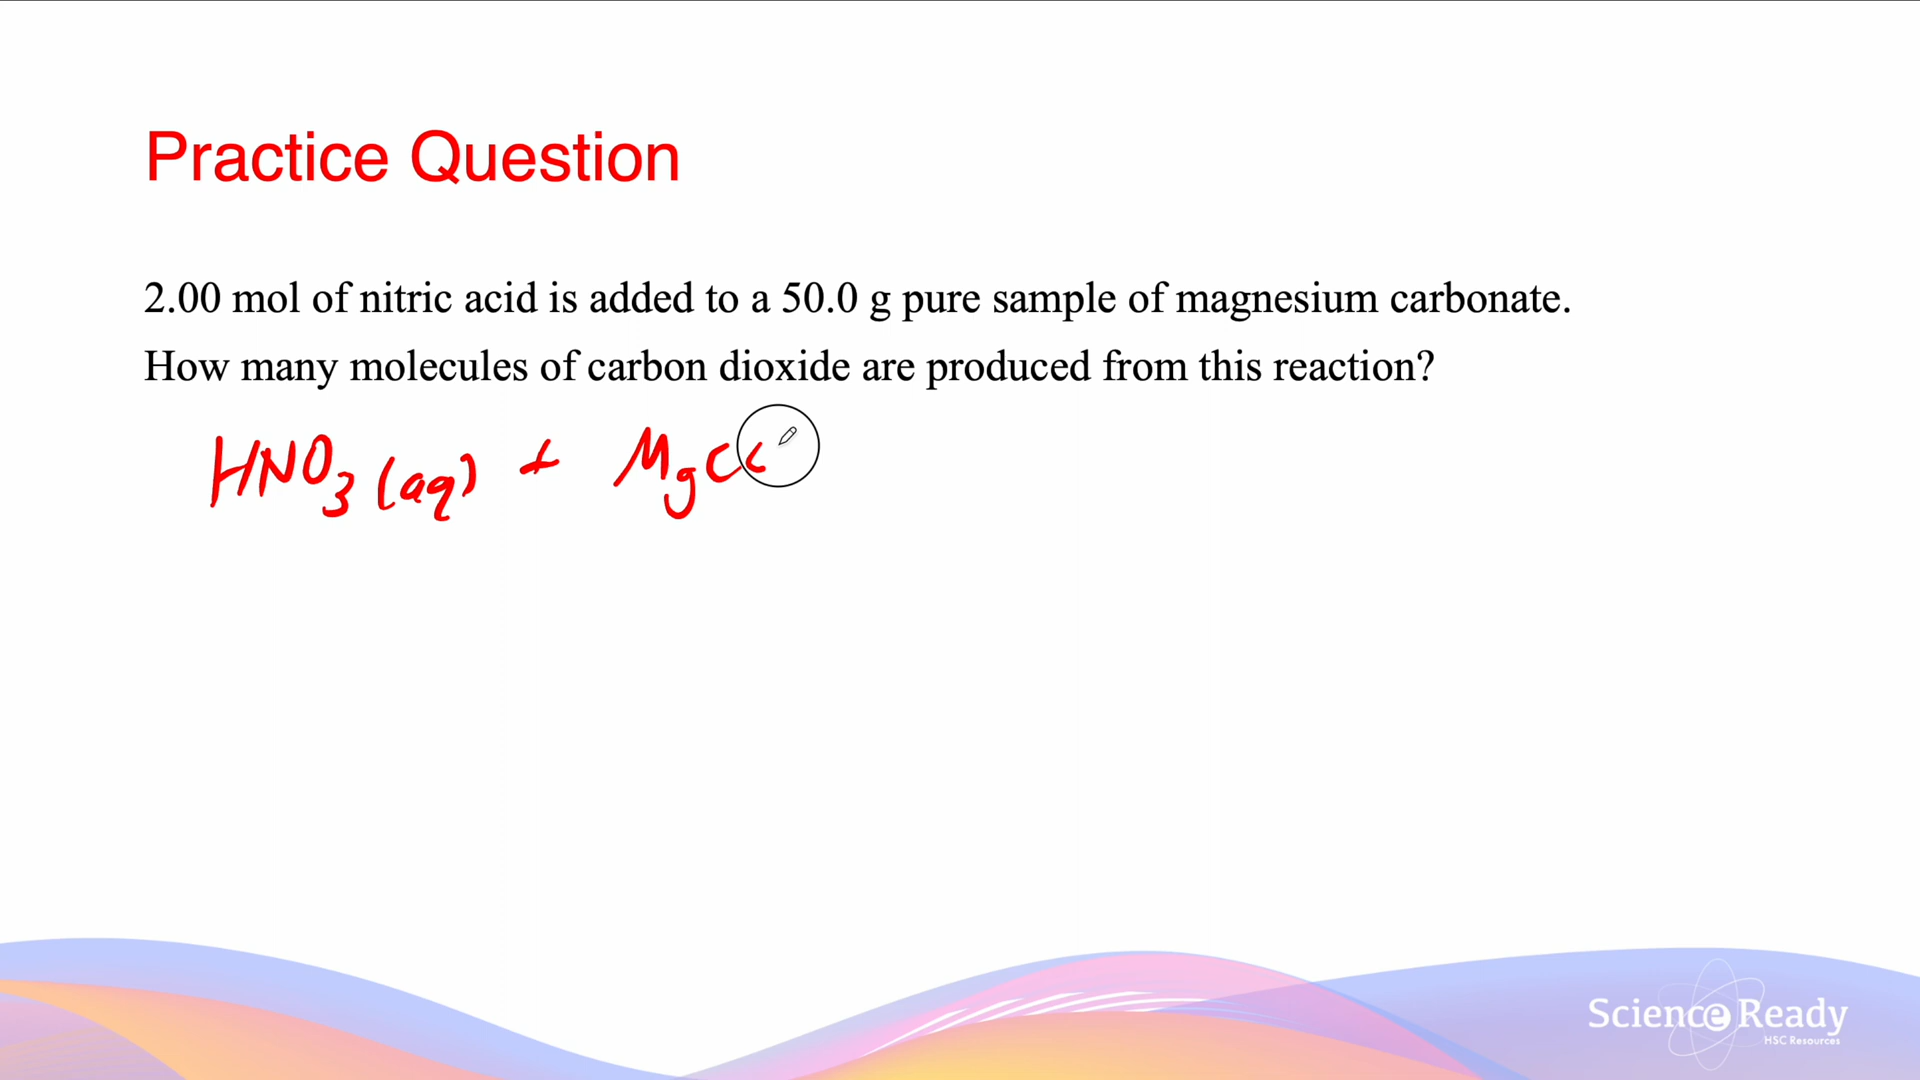 Practice Question
2.00 mol of nitric acid is added to a 50.0 g pure sample of magnesium carbonate.
How many molecules of carbon dioxide are produced from this reaction?
HNO3 (aq) + MgC
Science Ready
HSC Resources